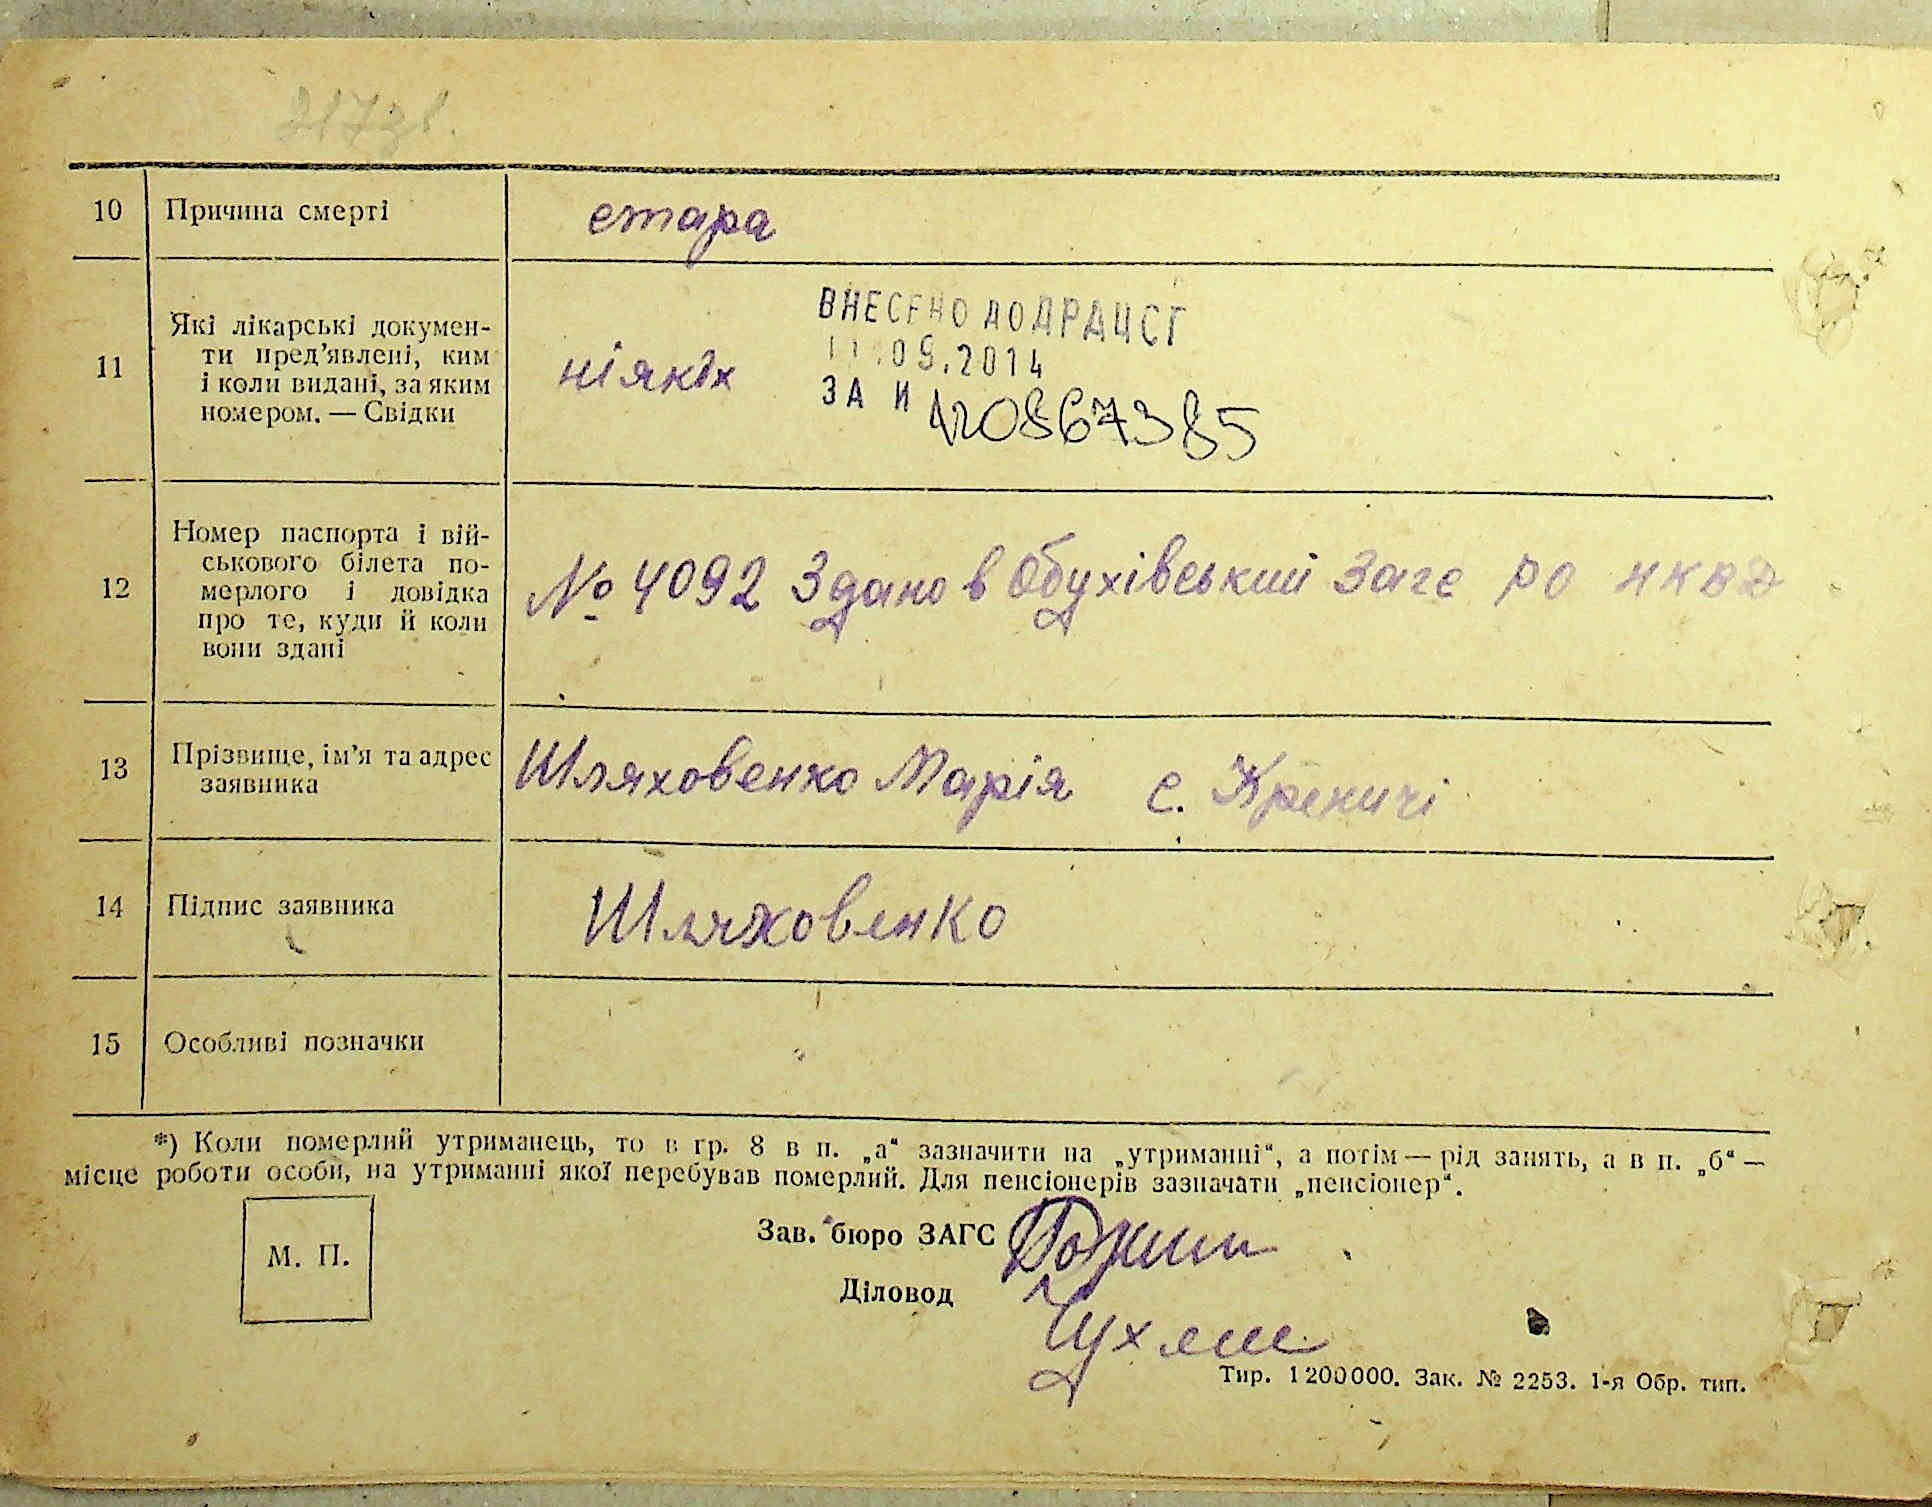 217зв.
10 Причина смерті стара
11 Які лікарські докумен-
ти пред'явлені, ким
і коли видані, за яким
номером. — Свідки
ніяких
ВНЕСЕНО ДО ДРАЦСГ
11.09.2014
ЗА №
120867385
12 Номер паспорта і вій-
ськового білета по-
мерлого і довідка
про те, куди й коли
вони здані
№ 4092 Здано в Обухівський Загс РО НКВД
13 Прізвище, ім'я та адрес
заявника
Шляховенко Марія с. Креничі
14 Підпис заявника Шляховенко
15 Особливі позначки
*) Коли померлий утриманець, то в гр. 8 в п. „а“ зазначити на „утриманні“, а потім — рід занять, а в п. „б“ —
місце роботи особи, на утриманні якої перебував померлий. Для пенсіонерів зазначати „пенсіонер“.
М. П.
Зав. бюро ЗАГС
Діловод
Тир. 1200000. Зак. № 2253. 1-я Обр. тип.